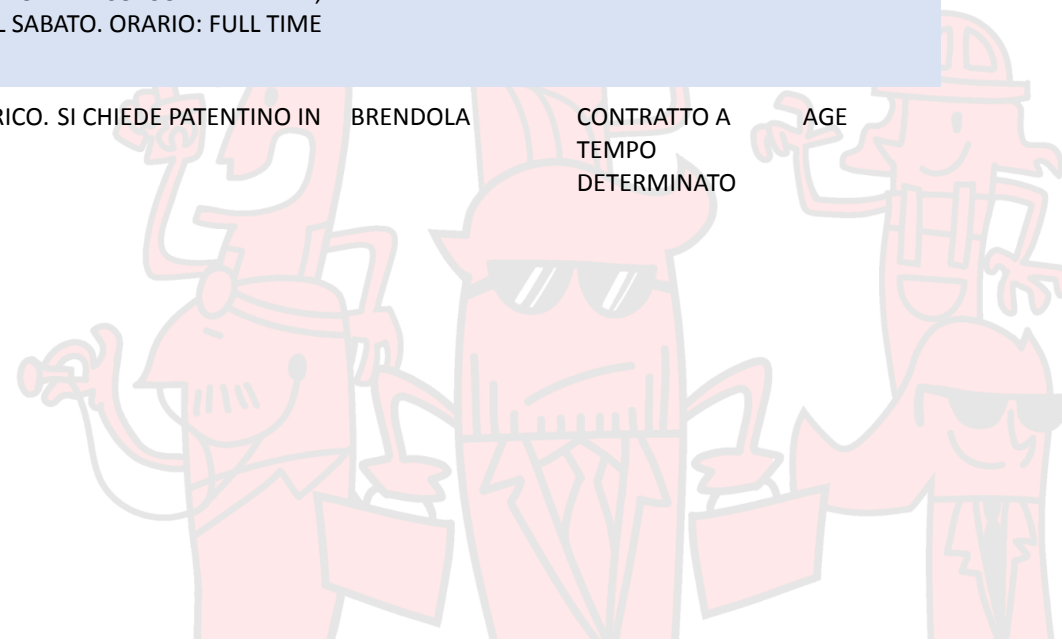 L SABATO. ORARIO: FULL TIME
RICO. SI CHIEDE PATENTINO IN BRENDOLA CONTRATTO A AGE
TEMPO
DETERMINATO